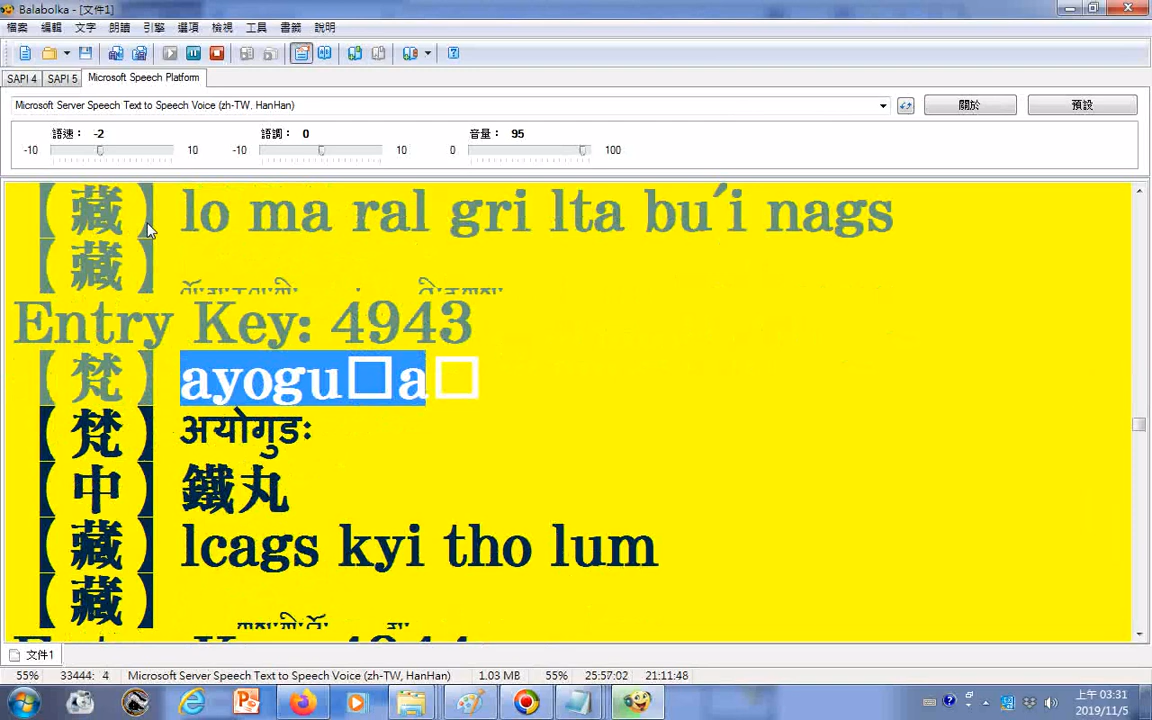 Balabolka - [文件1]
檔案 編輯 文字 朗讀 引擎 選項 檢視 工具 書籤 說明
SAPI 4 SAPI 5 Microsoft Speech Platform
Microsoft Server Speech Text to Speech Voice (zh-TW, HanHan)
關於 預設
語速: -2 語調: 0 音量: 95
-10 10 -10 10 0 100
【藏】 lo ma ral gri lta bu´i nags
【藏】
Entry Key: 4943
【梵】 ayogu□a□
【梵】 अयोगुडः
【中】 鐵丸
【藏】 lcags kyi tho lum
【藏】
文件1
55% 33444: 4 Microsoft Server Speech Text to Speech Voice (zh-TW, HanHan) 1.03 MB 55% 25:57:02 21:11:48
上午 03:31
2019/11/5